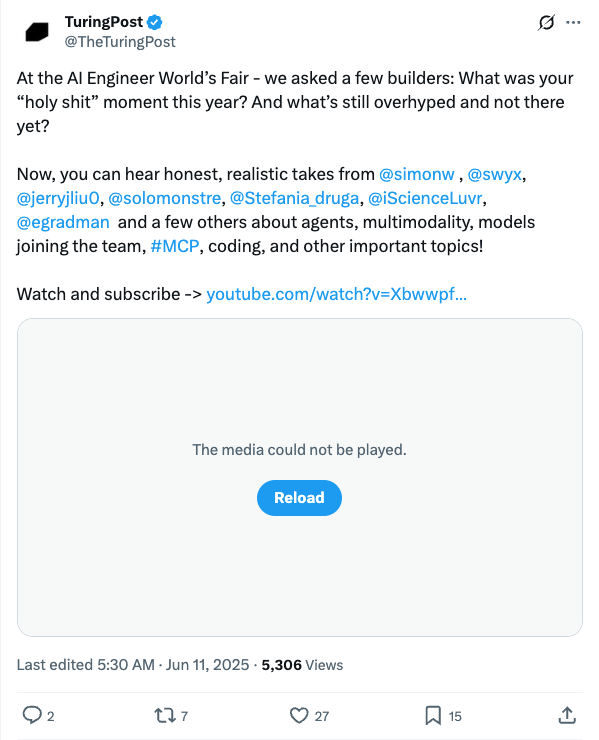 TuringPost
@TheTuringPost
At the AI Engineer World’s Fair - we asked a few builders: What was your
“holy shit” moment this year? And what’s still overhyped and not there
yet?
Now, you can hear honest, realistic takes from @simonw , @swyx,
@jerryjliu0, @solomonstre, @Stefania_druga, @iScienceLuvr,
@egradman and a few others about agents, multimodality, models
joining the team, #MCP, coding, and other important topics!
Watch and subscribe -> youtube.com/watch?v=Xbwwpf...
The media could not be played.
Reload
Last edited 5:30 AM · Jun 11, 2025 · 5,306 Views
2 7 27 15